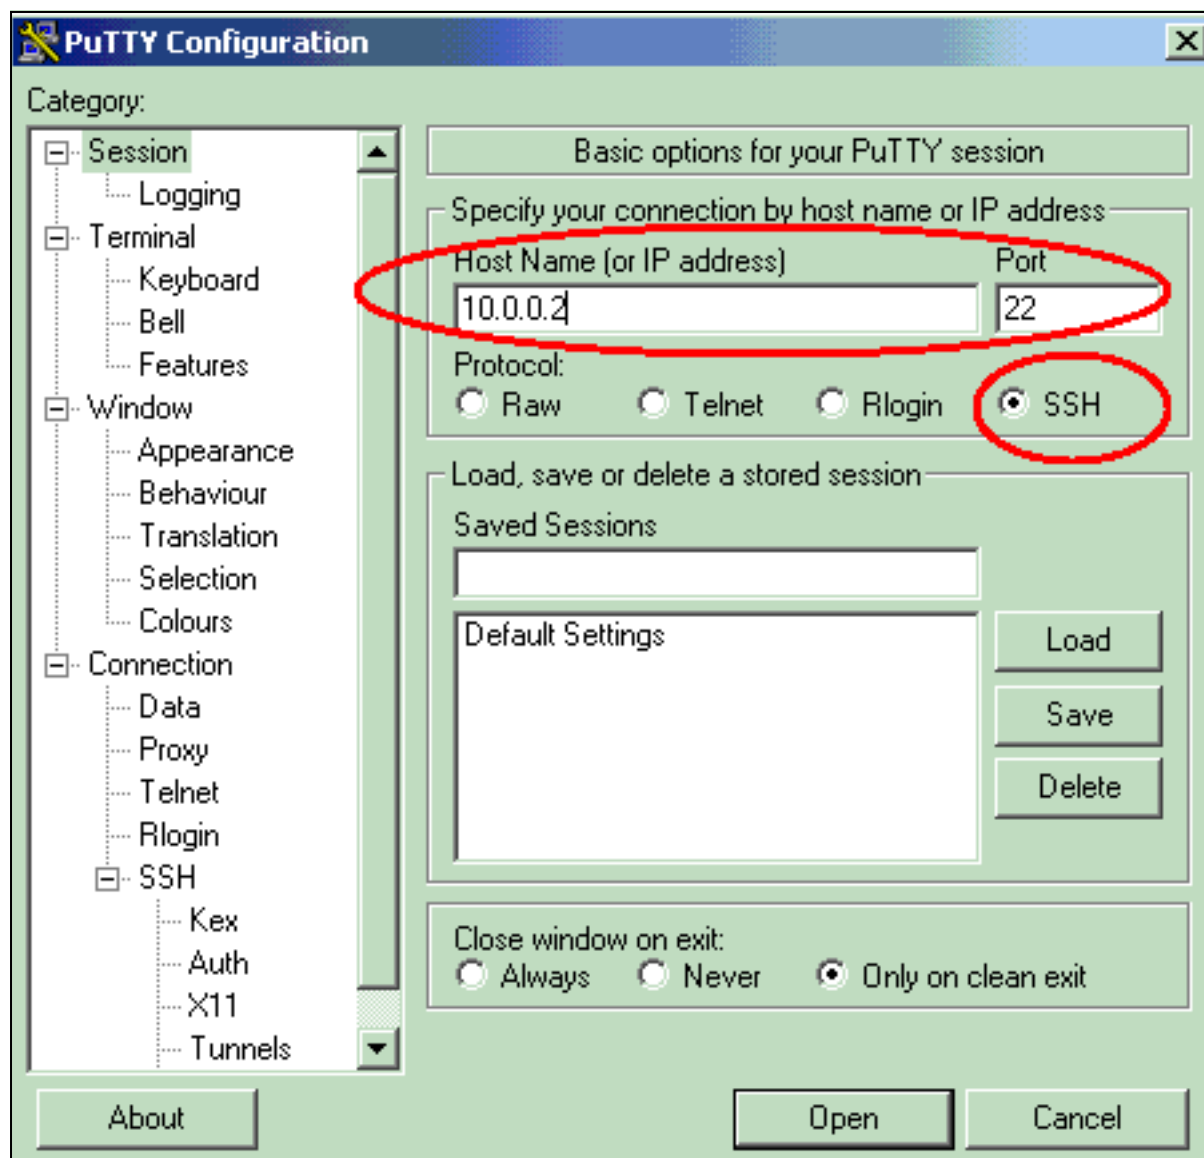 PuTTY Configuration
Category:
Session
Logging
Terminal
Keyboard
Bell
Features
Window
Appearance
Behaviour
Translation
Selection
Colours
Connection
Data
Proxy
Telnet
Rlogin
SSH
Kex
Auth
X11
Tunnels
Basic options for your PuTTY session
Specify your connection by host name or IP address
Host Name (or IP address) Port
10.0.0.2 22
Protocol:
Raw Telnet Rlogin SSH
Load, save or delete a stored session
Saved Sessions
Default Settings
Load
Save
Delete
Close window on exit:
Always Never Only on clean exit
About Open Cancel